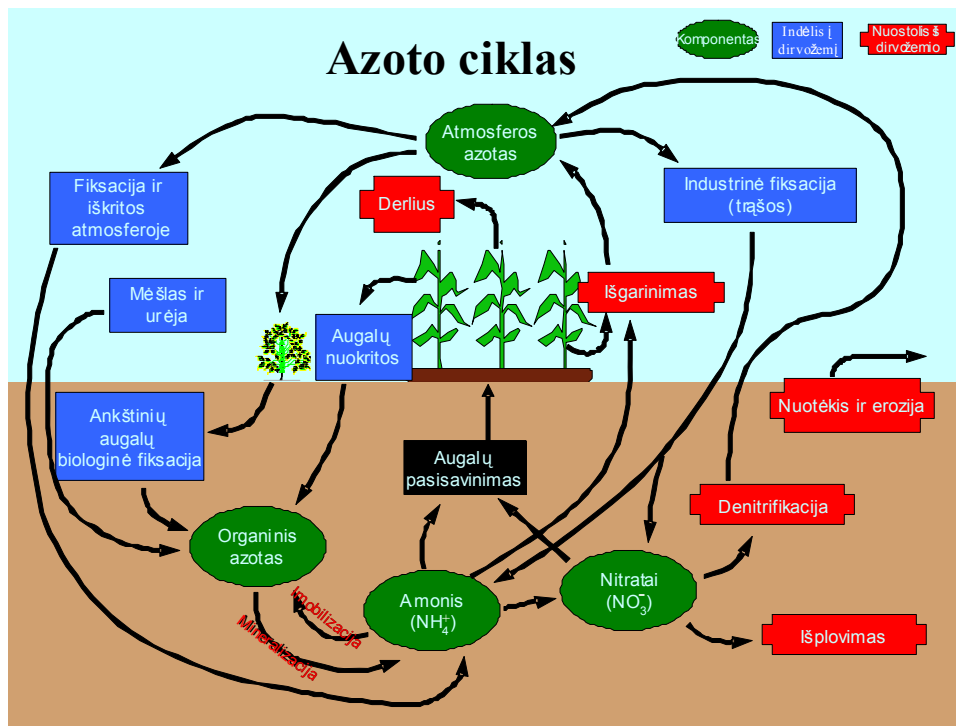 Azoto ciklas
Komponentas
Indėlis į
dirvožemį
Nuostolis iš
dirvožemio
Atmosferos
azotas
Fiksacija ir
iškritos
atmosferoje
Derlius
Industrinė fiksacija
(trąšos)
Mėšlas ir
urėja
Išgarinimas
Augalų
nuokritos
Nuotėkis ir erozija
Ankštinių
augalų
biologinė fiksacija
Augalų
pasisavinimas
Denitrifikacija
Organinis
azotas
Amonis
(NH₄⁺)
Nitratai
(NO₃⁻)
Imobilizacija
Mineralizacija
Išplovimas